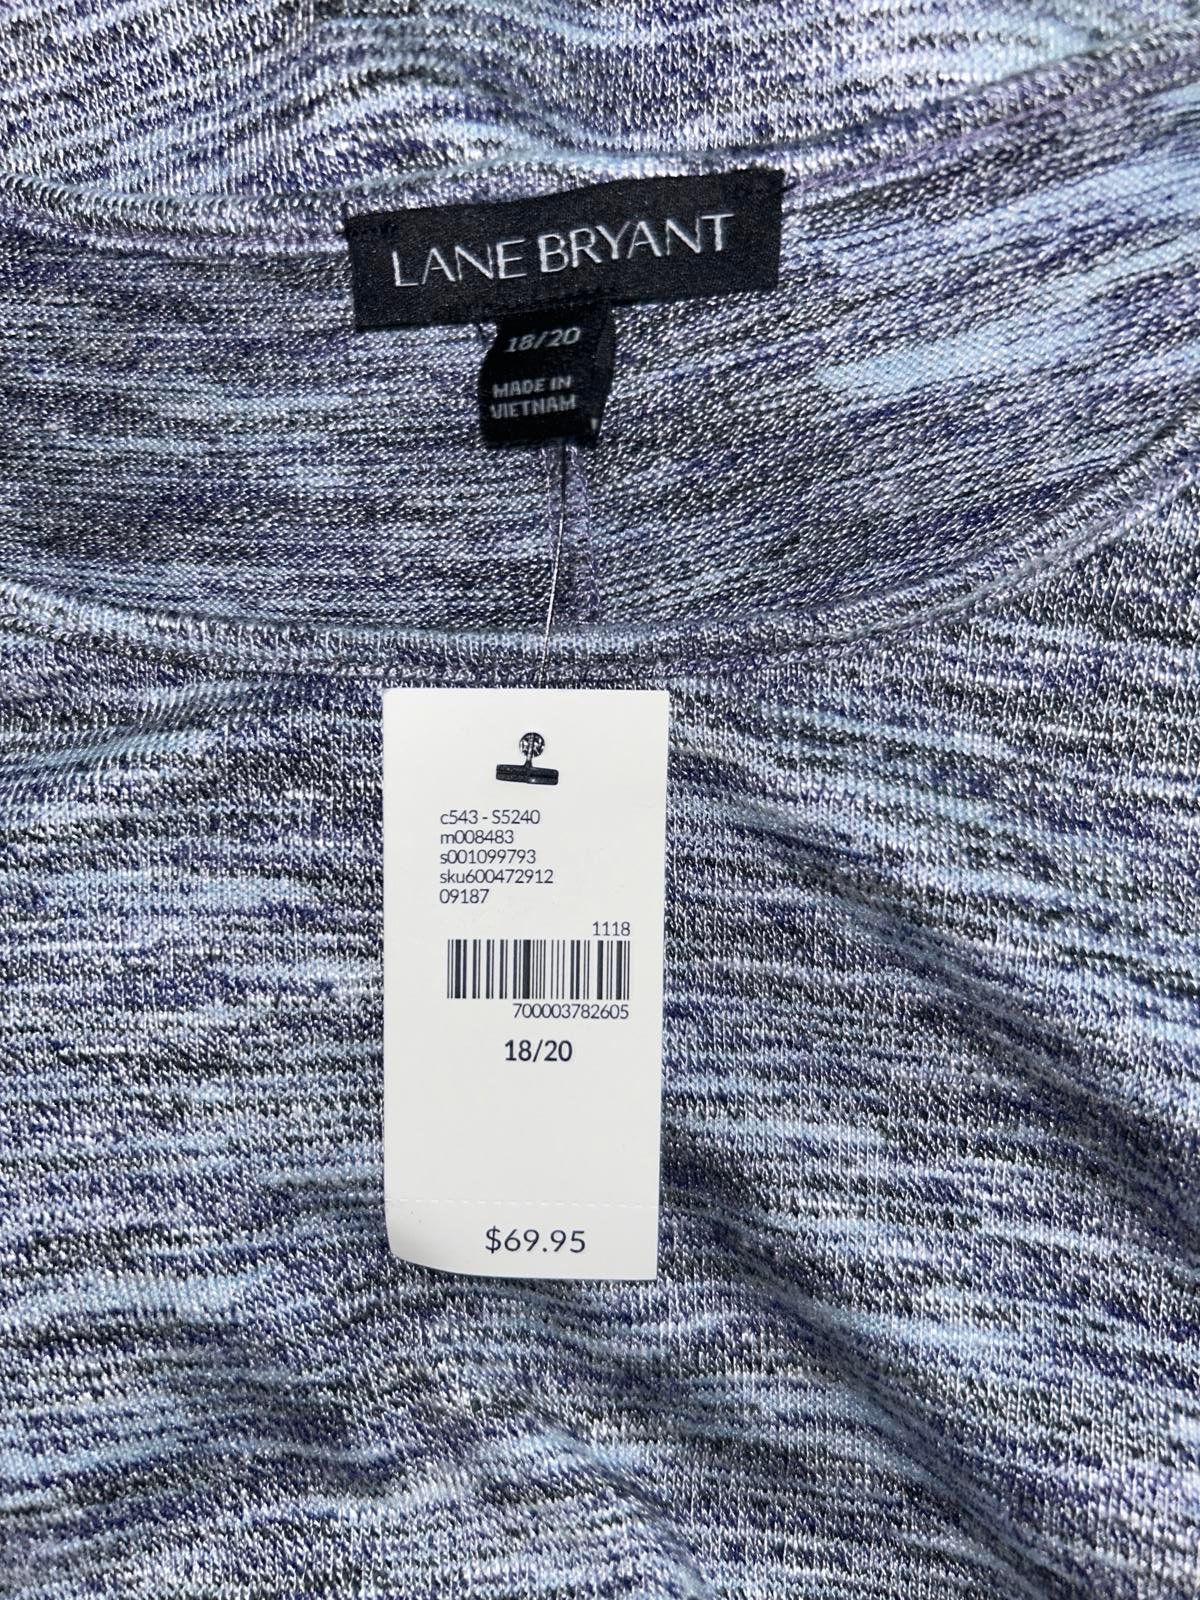 LANE BRYANT
18/20
MADE IN
VIETNAM
c543 - S5240
m008483
s001099793
sku600472912
09187
1118
700003782605
18/20
$69.95